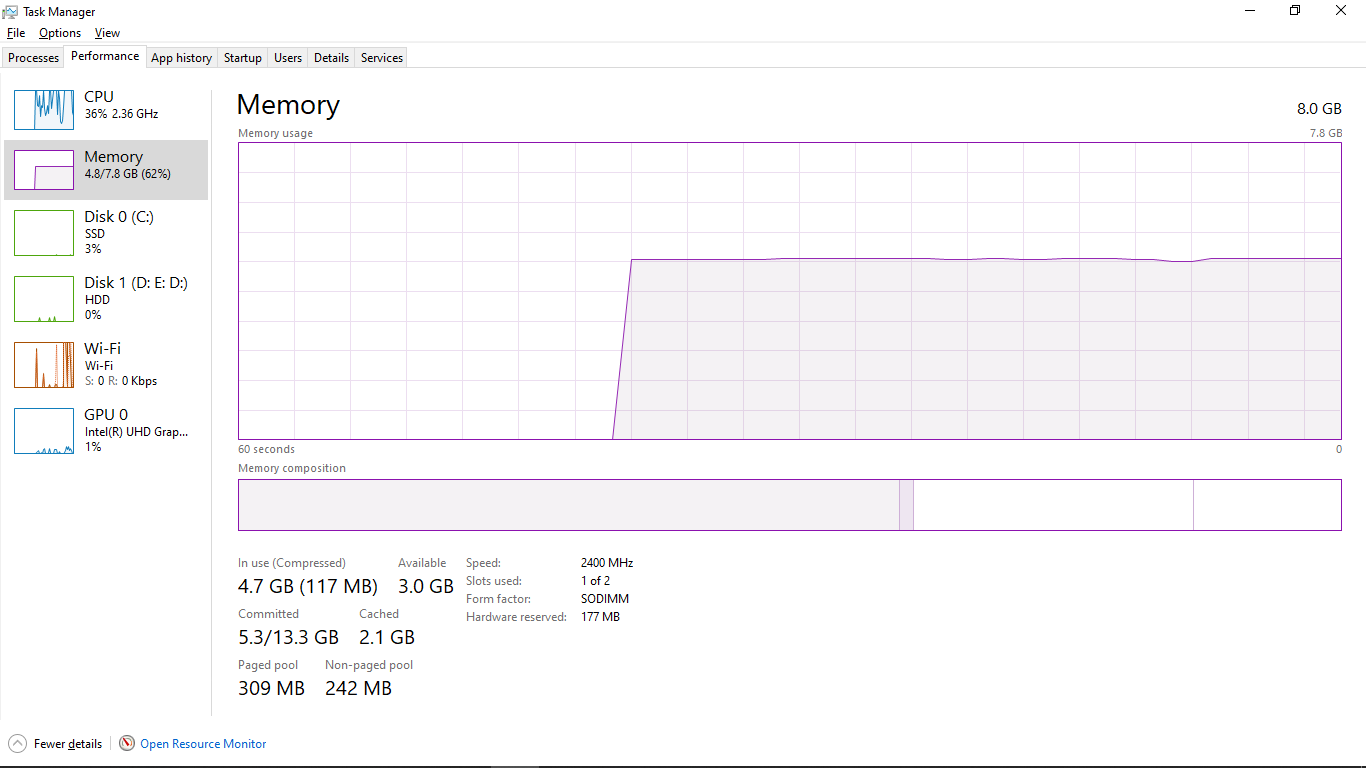 Task Manager
File Options View
Processes Performance App history Startup Users Details Services
CPU
36% 2.36 GHz
Memory
4.8/7.8 GB (62%)
Disk 0 (C:)
SSD
3%
Disk 1 (D: E: D:)
HDD
0%
Wi-Fi
Wi-Fi
S: 0 R: 0 Kbps
GPU 0
Intel(R) UHD Grap...
1%
Memory 8.0 GB
Memory usage 7.8 GB
60 seconds 0
Memory composition
In use (Compressed) Available
4.7 GB (117 MB) 3.0 GB
Committed Cached
5.3/13.3 GB 2.1 GB
Paged pool Non-paged pool
309 MB 242 MB
Speed: 2400 MHz
Slots used: 1 of 2
Form factor: SODIMM
Hardware reserved: 177 MB
Fewer details Open Resource Monitor